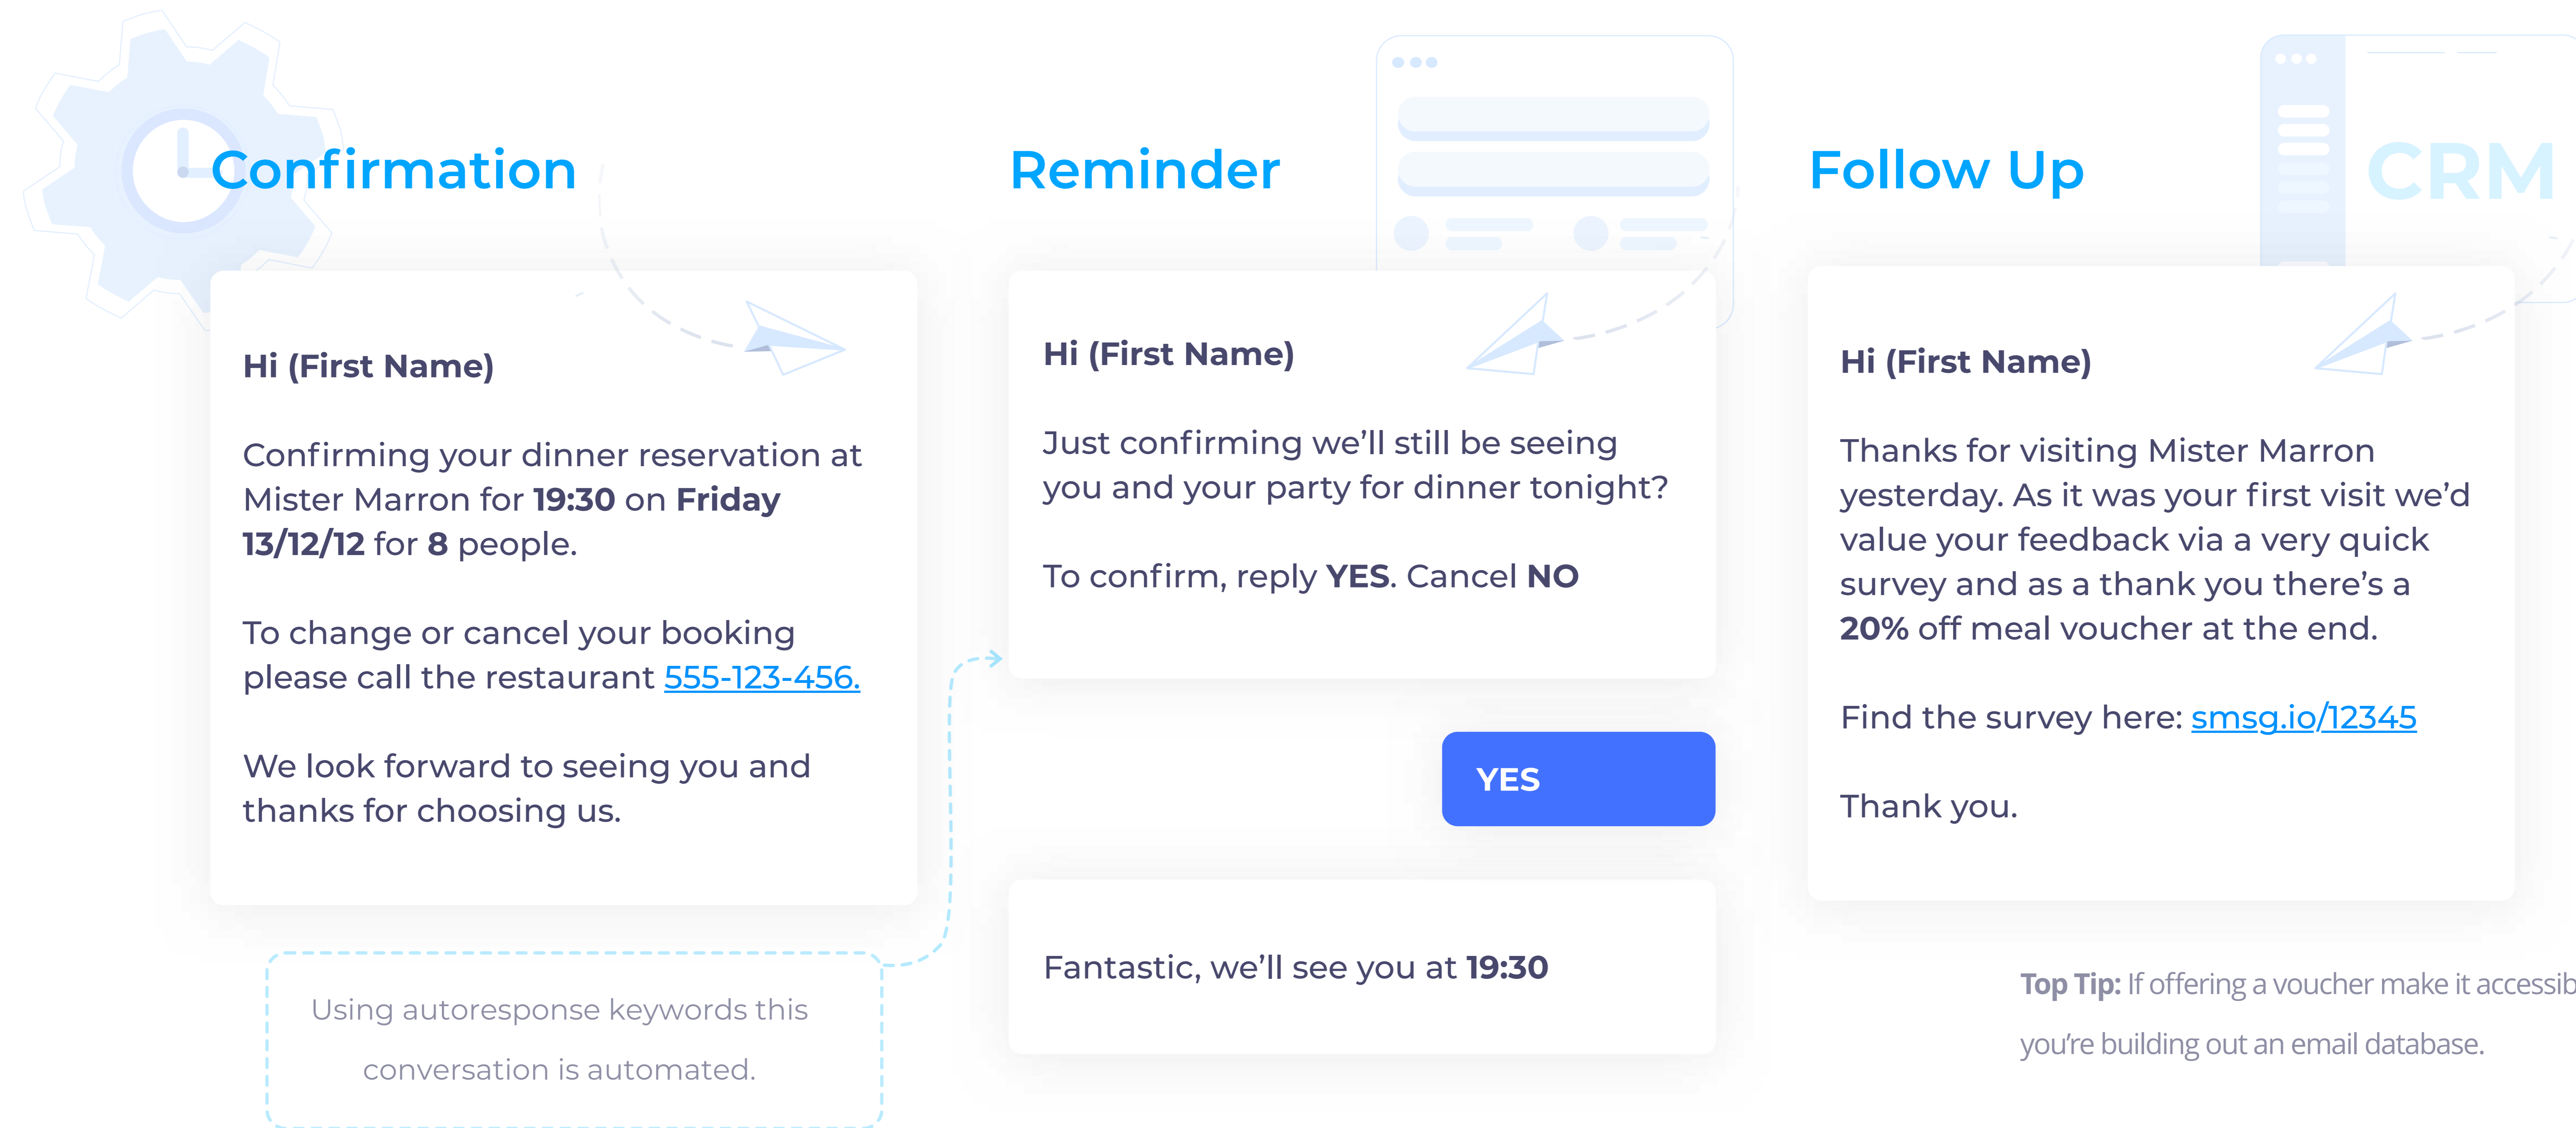 Confirmation
Hi (First Name)
Confirming your dinner reservation at
Mister Marron for 19:30 on Friday
13/12/12 for 8 people.
To change or cancel your booking
please call the restaurant 555-123-456.
We look forward to seeing you and
thanks for choosing us.
Using autoresponse keywords this
conversation is automated.
Reminder
Hi (First Name)
Just confirming we’ll still be seeing
you and your party for dinner tonight?
To confirm, reply YES. Cancel NO
YES
Fantastic, we’ll see you at 19:30
Follow Up
CRM
Hi (First Name)
Thanks for visiting Mister Marron
yesterday. As it was your first visit we’d
value your feedback via a very quick
survey and as a thank you there’s a
20% off meal voucher at the end.
Find the survey here: smsg.io/12345
Thank you.
Top Tip: If offering a voucher make it
you’re building out an email database.